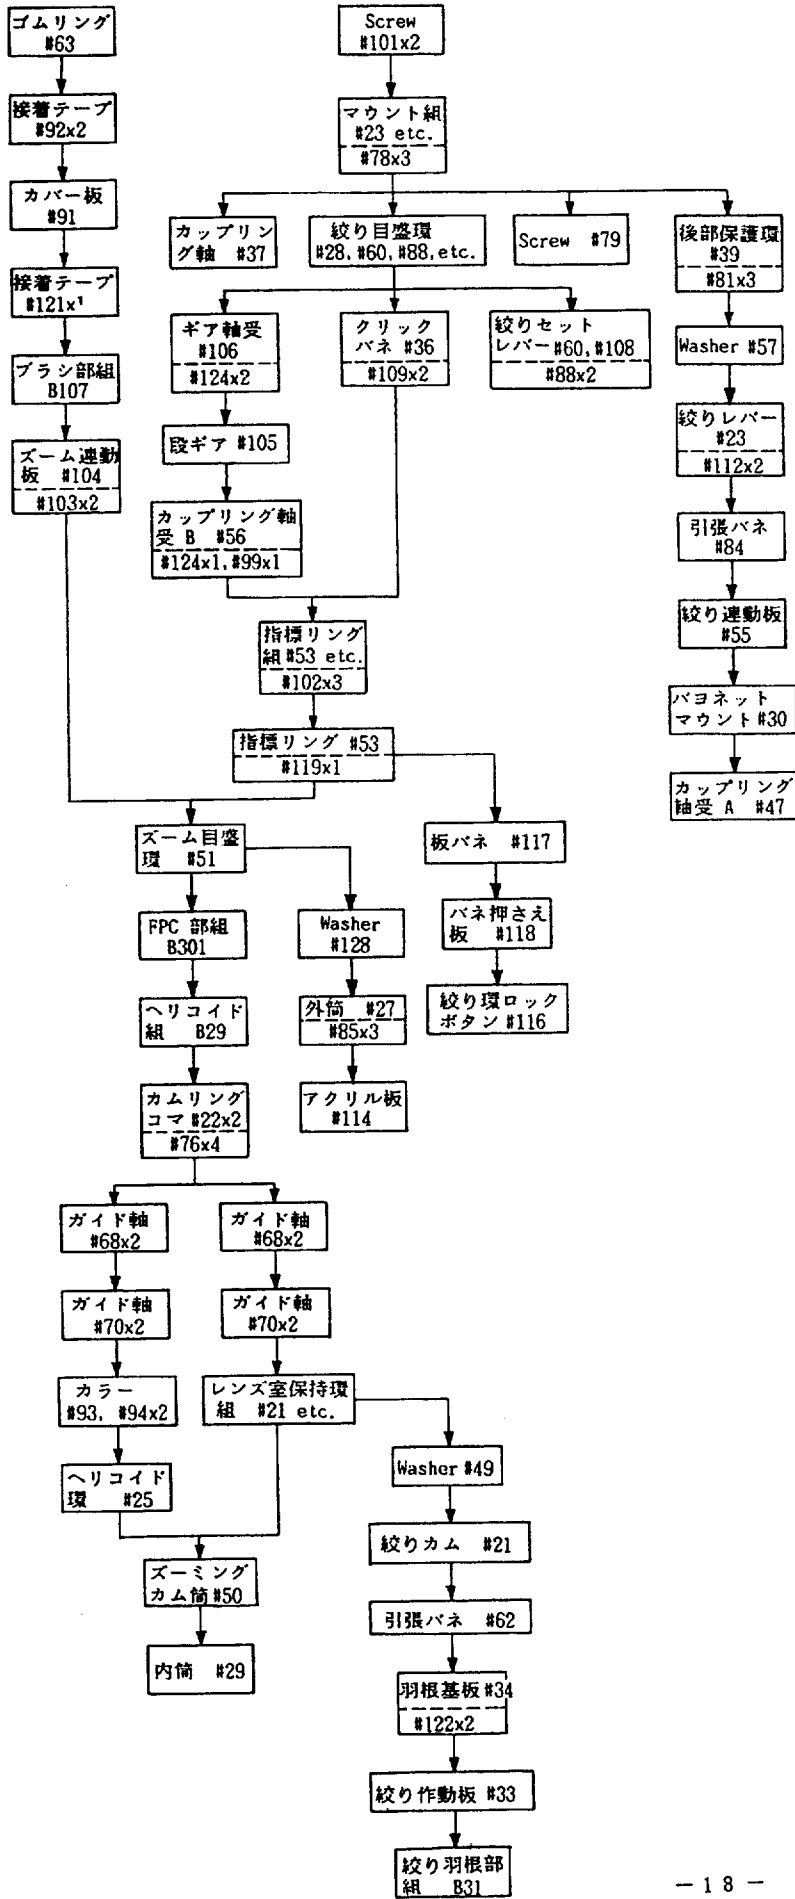 ゴムリング
#63
接着テープ
#92x2
カバー板
#91
接着テープ
#121x1
ブラシ部組
B107
ズーム連動
板 #104
#103x2
Screw
#101x2
マウント組
#23 etc.
#78x3
カップリン
グ軸 #37
絞り目盛環
#28, #60, #88, etc.
Screw #79
後部保護環
#39
#81x3
ギア軸受
#106
#124x2
クリック
バネ #36
#109x2
絞りセット
レバー #60, #108
#88x2
Washer #57
段ギア #105
絞りレバー
#23
#112x2
カップリング軸
受 B #56
#124x1, #99x1
引張バネ
#84
絞り連動板
#55
指標リング
組 #53 etc.
#102x3
バヨネット
マウント #30
指標リング #53
#119x1
カップリング
軸受 A #47
ズーム目盛
環 #51
板バネ #117
FPC 部組
B301
Washer
#128
バネ押さえ
板 #118
ヘリコイド
組 B29
外筒 #27
#85x3
絞り環ロック
ボタン #116
カムリング
コマ #22x2
#76x4
アクリル板
#114
ガイド軸
#68x2
ガイド軸
#68x2
ガイド軸
#70x2
ガイド軸
#70x2
カラー
#93, #94x2
レンズ室保持環
組 #21 etc.
ヘリコイド
環 #25
Washer #49
ズーミング
カム筒 #50
絞りカム #21
内筒 #29
引張バネ #62
羽根基板 #34
#122x2
絞り作動板 #33
絞り羽根部
組 B31
— 1 8 —